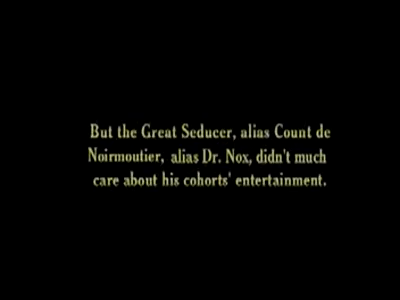 But the Great Seducer, alias Count de
Noirmoutier, alias Dr. Nox, didn't much
care about his cohorts' entertainment.